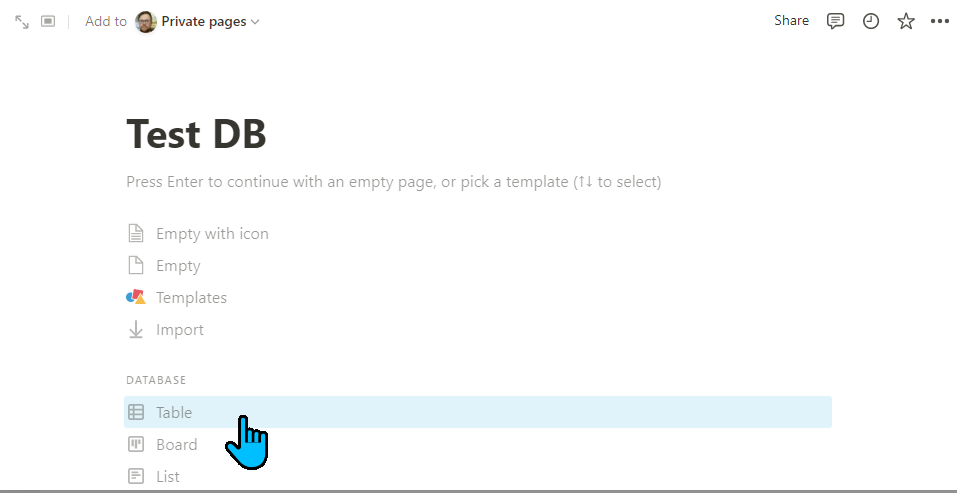 Add to Private pages
Share
Test DB
Press Enter to continue with an empty page, or pick a template (↑↓ to select)
Empty with icon
Empty
Templates
Import
DATABASE
Table
Board
List